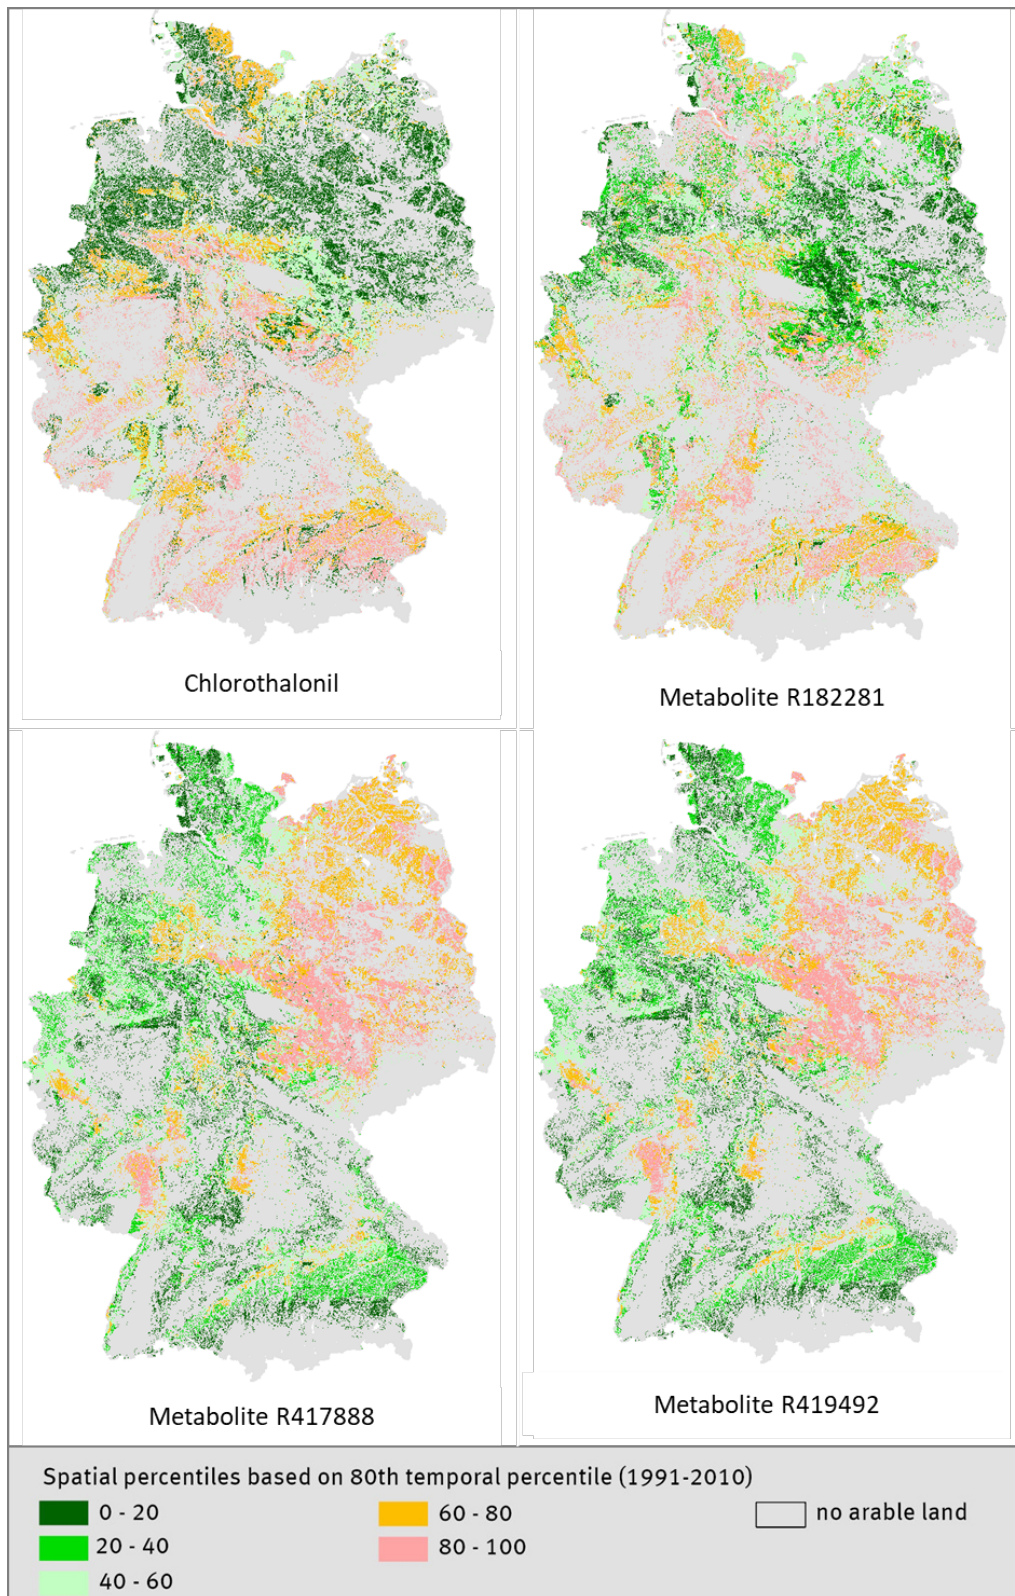 Chlorothalonil
Metabolite R182281
Metabolite R417888
Metabolite R419492
Spatial percentiles based on 80th temporal percentile (1991-2010)
0 - 20
60 - 80
no arable land
20 - 40
80 - 100
40 - 60